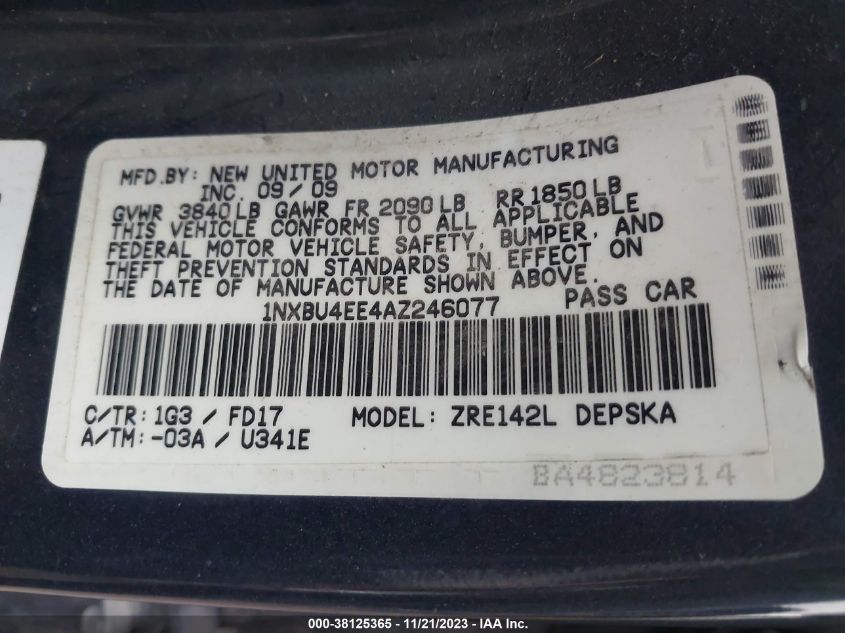 MFD.BY: NEW UNITED MOTOR MANUFACTURING
INC. 09/09
GVWR 3840LB GAWR FR 2090LB RR1850LB
THIS VEHICLE CONFORMS TO ALL APPLICABLE
FEDERAL MOTOR VEHICLE SAFETY, BUMPER, AND
THEFT PREVENTION STANDARDS IN EFFECT ON
THE DATE OF MANUFACTURE SHOWN ABOVE.
1NXBU4EE4AZ246077 PASS CAR
C/TR: 1G3 / FD17 MODEL: ZRE142L DEPSKA
A/TM: -03A / U341E
BA4823814
000-38125365 - 11/21/2023 - IAA Inc.